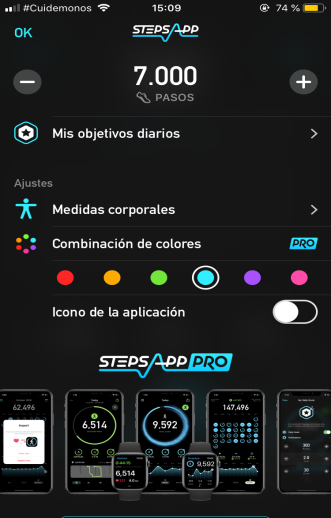 #Cuidemonos 15:09 74 %
OK STEPSAPP
7.000
PASOS
Mis objetivos diarios
Ajustes
Medidas corporales
Combinación de colores PRO
Icono de la aplicación
STEPSAPP PRO
62,496
6,514
9,592
147,496
6,514
9,592